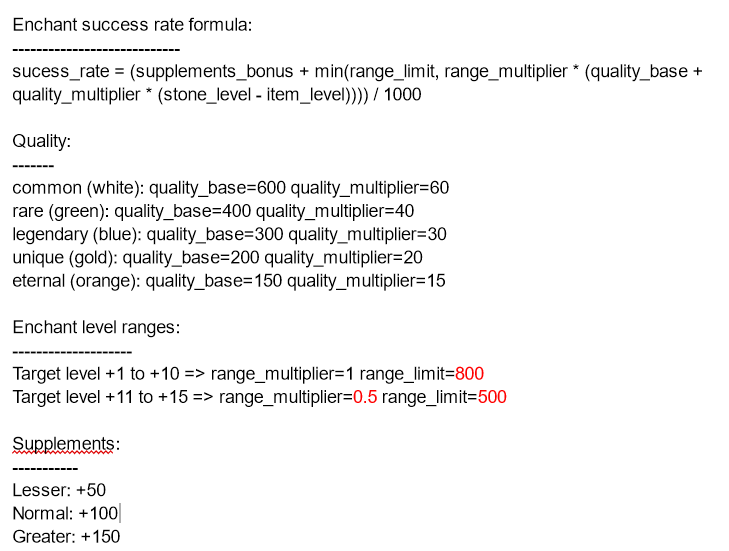 Enchant success rate formula:
----------------------------
sucess_rate = (supplements_bonus + min(range_limit, range_multiplier * (quality_base +
quality_multiplier * (stone_level - item_level)))) / 1000
Quality:
-------
common (white): quality_base=600 quality_multiplier=60
rare (green): quality_base=400 quality_multiplier=40
legendary (blue): quality_base=300 quality_multiplier=30
unique (gold): quality_base=200 quality_multiplier=20
eternal (orange): quality_base=150 quality_multiplier=15
Enchant level ranges:
--------------------
Target level +1 to +10 => range_multiplier=1 range_limit=800
Target level +11 to +15 => range_multiplier=0.5 range_limit=500
Supplements:
-----------
Lesser: +50
Normal: +100
Greater: +150